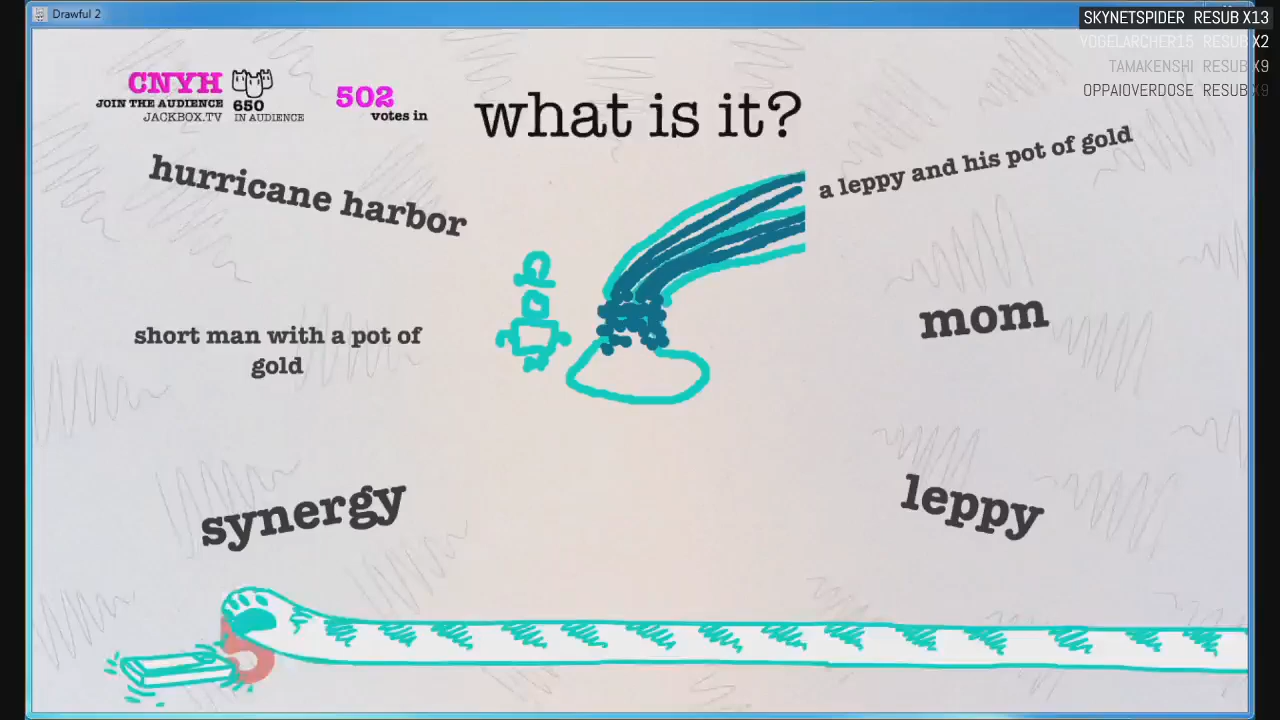 Drawful 2
SKYNETSPIDER RESUB X13
VOGELARCHER15 RESUB X2
TAMAKENSHI RESUB X9
OPPAIOVERDOSE RESUB X9
CNYH
JOIN THE AUDIENCE
JACKBOX.TV
650
IN AUDIENCE
502
votes in
what is it?
hurricane harbor
a leppy and his pot of gold
short man with a pot of
gold
mom
synergy
leppy